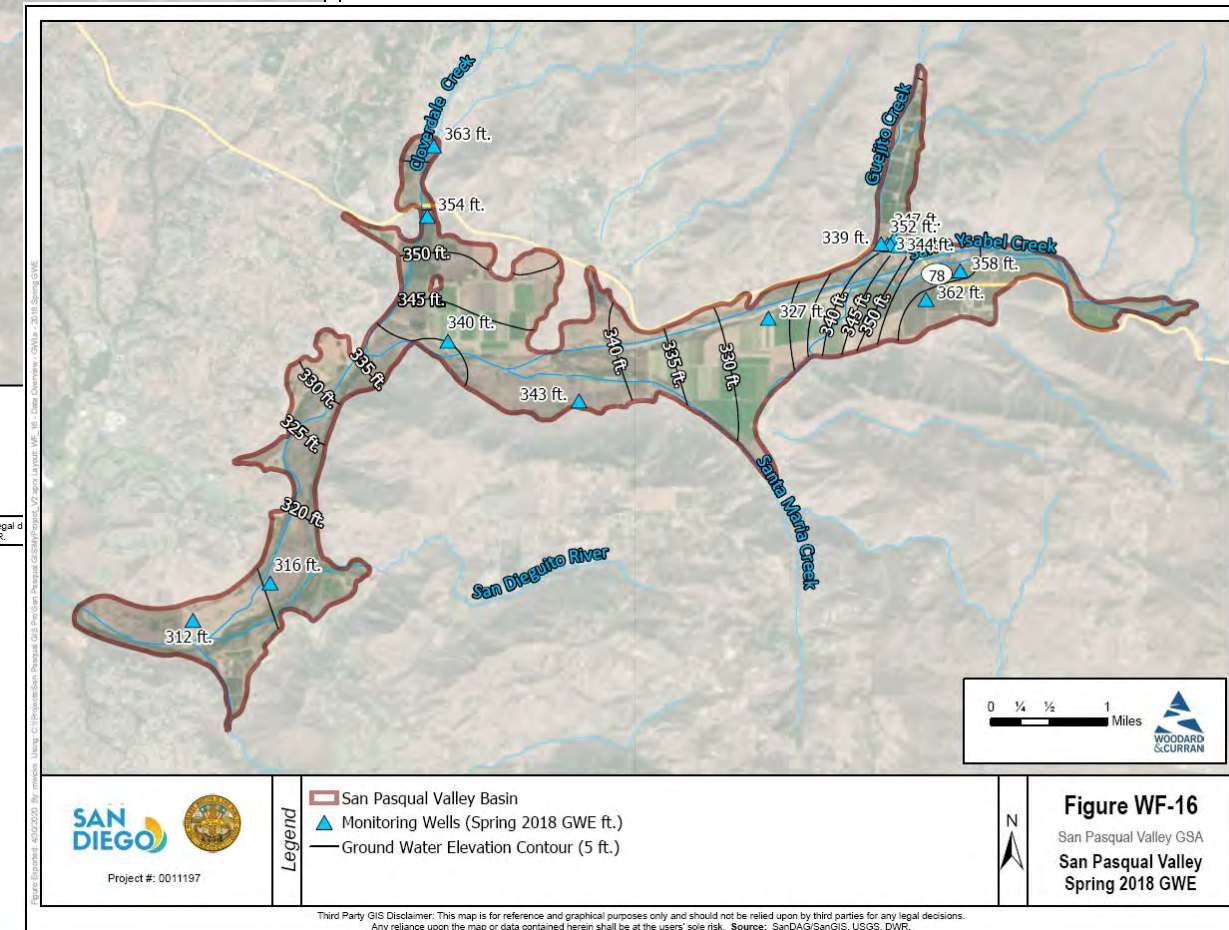 Cloverdale Creek
363 ft.
354 ft.
350 ft.
345 ft.
340 ft.
335 ft.
330 ft.
325 ft.
320 ft.
316 ft.
312 ft.
343 ft.
340 ft.
335 ft.
330 ft.
327 ft.
Guejito Creek
347 ft.
352 ft.
339 ft.
344 ft.
Ysabel Creek
78
358 ft.
362 ft.
340 ft.
345 ft.
350 ft.
Santa Maria Creek
San Dieguito River
0 ¼ ½ 1
Miles
WOODARD
&CURRAN
egal d
R.
SAN
DIEGO
Project #: 0011197
Legend
San Pasqual Valley Basin
Monitoring Wells (Spring 2018 GWE ft.)
Ground Water Elevation Contour (5 ft.)
N
Figure WF-16
San Pasqual Valley GSA
San Pasqual Valley
Spring 2018 GWE
Third Party GIS Disclaimer: This map is for reference and graphical purposes only and should not be relied upon by third parties for any legal decisions.
Any reliance upon the map or data contained herein shall be at the users' sole risk. Source: SanDAG/SanGIS, USGS, DWR.